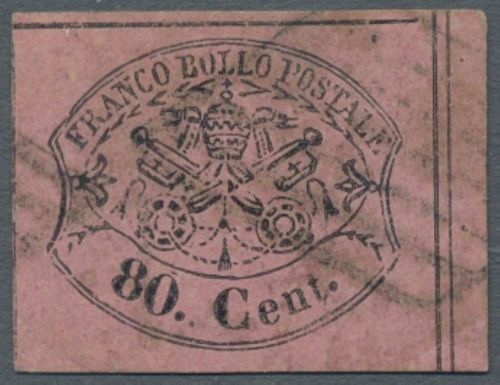 FRANCO BOLLO POSTALE
80. Cent.